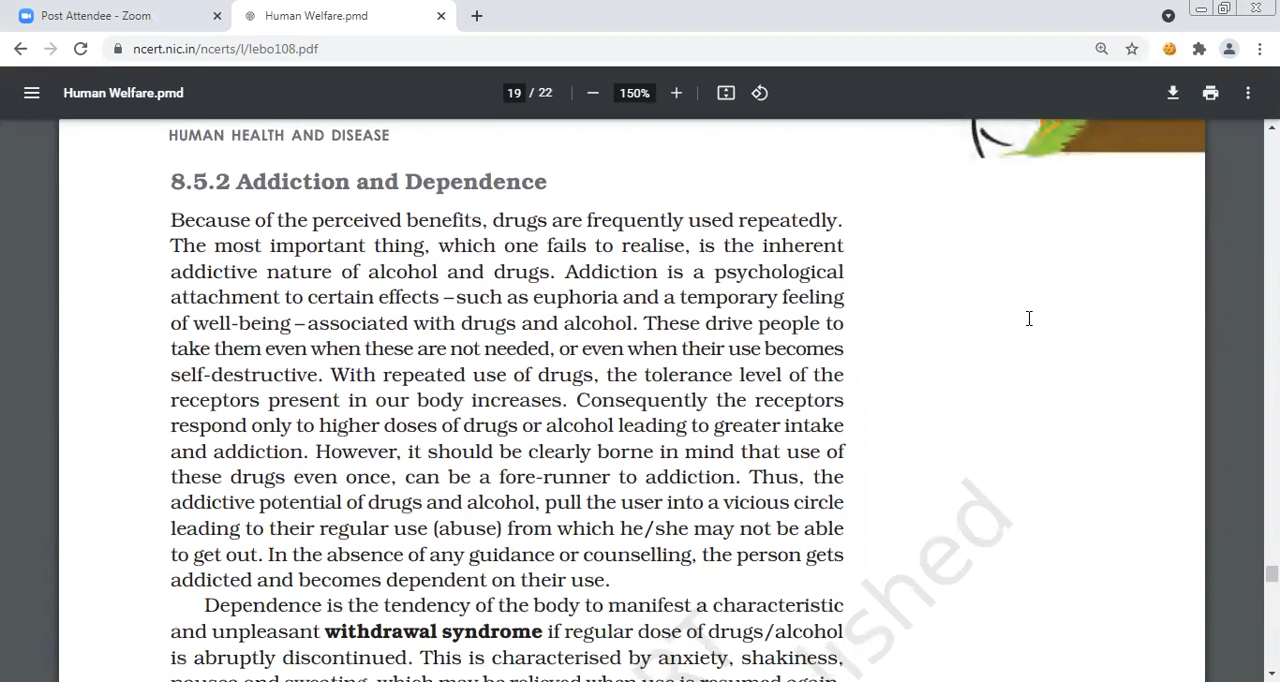 Post Attendee - Zoom
Human Welfare.pmd
ncert.nic.in/ncerts/l/lebo108.pdf
Human Welfare.pmd
19 / 22
150%
HUMAN HEALTH AND DISEASE
8.5.2 Addiction and Dependence
Because of the perceived benefits, drugs are frequently used repeatedly.
The most important thing, which one fails to realise, is the inherent
addictive nature of alcohol and drugs. Addiction is a psychological
attachment to certain effects –such as euphoria and a temporary feeling
of well-being–associated with drugs and alcohol. These drive people to
take them even when these are not needed, or even when their use becomes
self-destructive. With repeated use of drugs, the tolerance level of the
receptors present in our body increases. Consequently the receptors
respond only to higher doses of drugs or alcohol leading to greater intake
and addiction. However, it should be clearly borne in mind that use of
these drugs even once, can be a fore-runner to addiction. Thus, the
addictive potential of drugs and alcohol, pull the user into a vicious circle
leading to their regular use (abuse) from which he/she may not be able
to get out. In the absence of any guidance or counselling, the person gets
addicted and becomes dependent on their use.
Dependence is the tendency of the body to manifest a characteristic
and unpleasant withdrawal syndrome if regular dose of drugs/alcohol
is abruptly discontinued. This is characterised by anxiety, shakiness,
nausea and sweating, which may be relieved when use is resumed again.